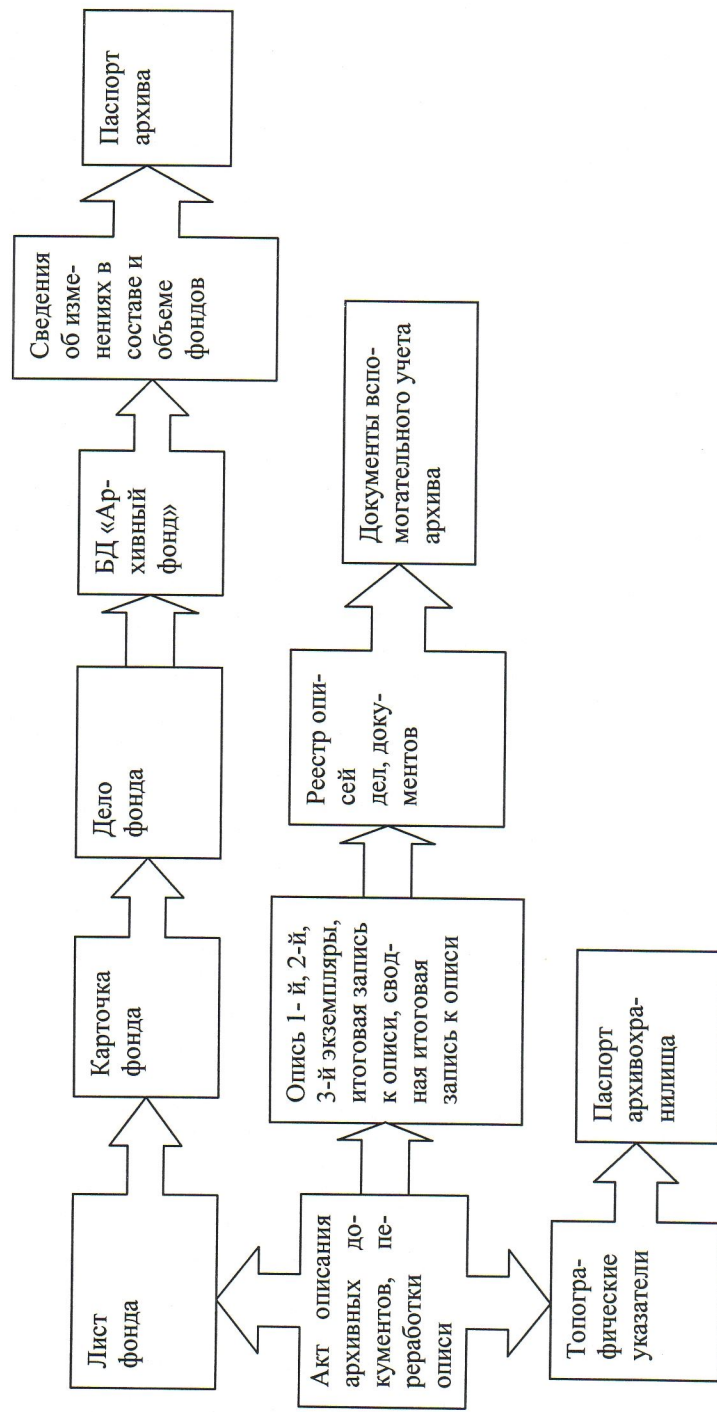 Лист
фонда
Карточка
фонда
Дело
фонда
БД «Ар-
хивный
фонд»
Сведения
об изме-
нениях в
составе и
объеме
фондов
Паспорт
архива
Акт описания
архивных до-
кументов, пе-
реработки
описи
Опись 1- й, 2-й,
3-й экземпляры,
итоговая запись
к описи, свод-
ная итоговая
запись к описи
Реестр опи-
сей
дел, доку-
ментов
Документы вспо-
могательного учета
архива
Топогра-
фические
указатели
Паспорт
архивохра-
нилища